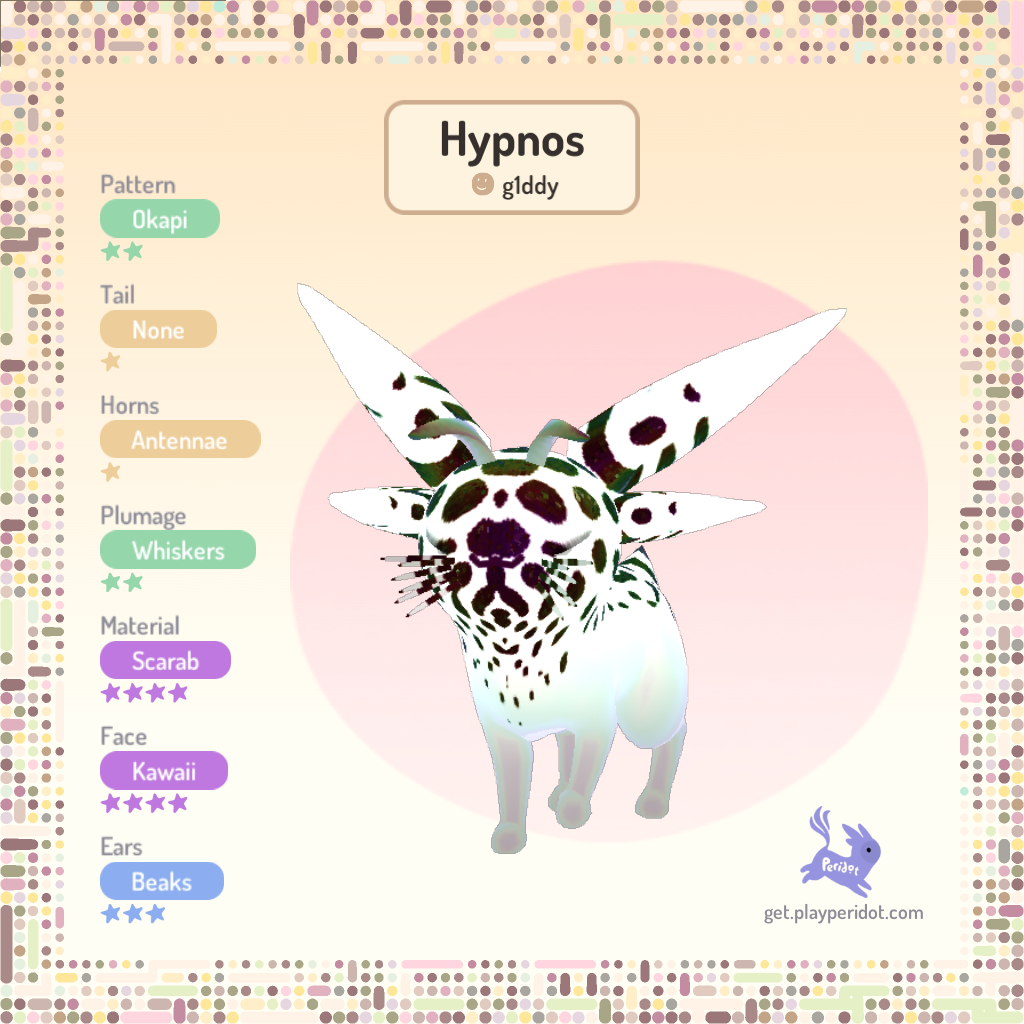 Hypnos
g1ddy
Pattern
Okapi
Tail
None
Horns
Antennae
Plumage
Whiskers
Material
Scarab
Face
Kawaii
Ears
Beaks
Peridot
get.playperidot.com